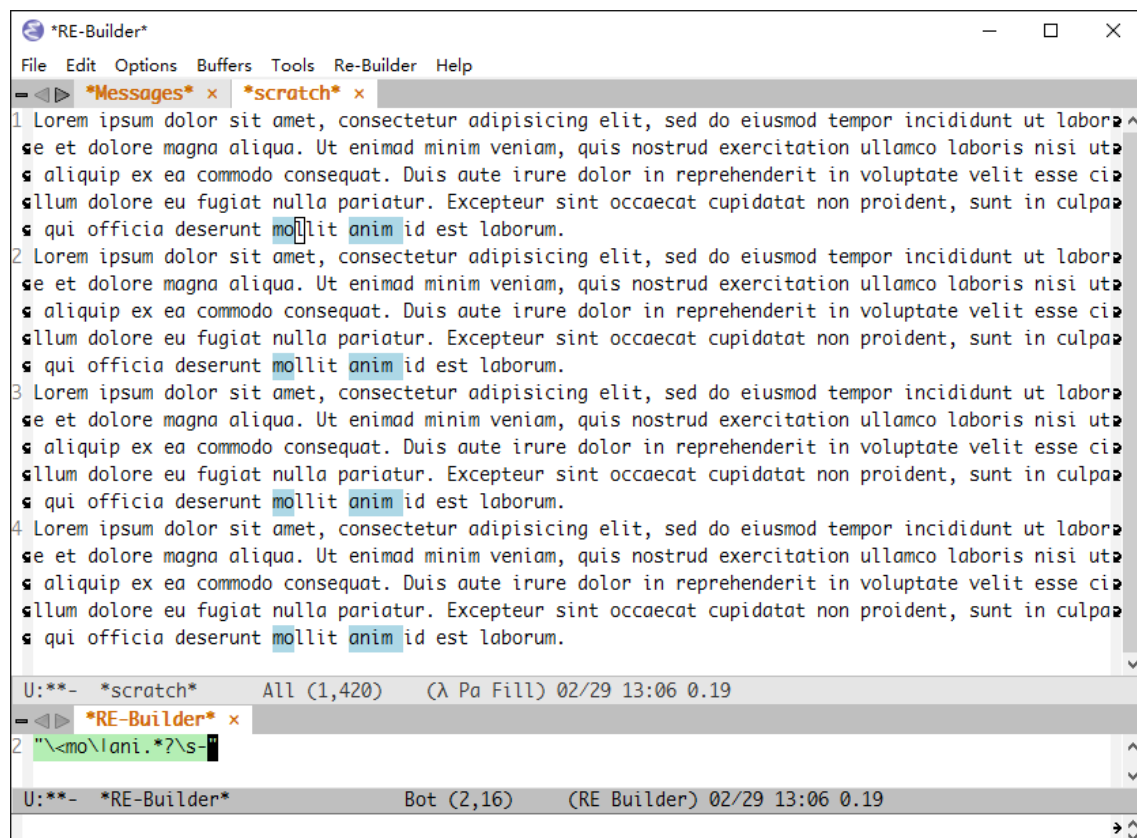 *RE-Builder*
File Edit Options Buffers Tools Re-Builder Help
*Messages* × *scratch* ×
1 Lorem ipsum dolor sit amet, consectetur adipisicing elit, sed do eiusmod tempor incididunt ut labor
e et dolore magna aliqua. Ut enimad minim veniam, quis nostrud exercitation ullamco laboris nisi ut
aliquip ex ea commodo consequat. Duis aute irure dolor in reprehenderit in voluptate velit esse ci
llum dolore eu fugiat nulla pariatur. Excepteur sint occaecat cupidatat non proident, sunt in culpa
qui officia deserunt mollit anim id est laborum.
2 Lorem ipsum dolor sit amet, consectetur adipisicing elit, sed do eiusmod tempor incididunt ut labor
e et dolore magna aliqua. Ut enimad minim veniam, quis nostrud exercitation ullamco laboris nisi ut
aliquip ex ea commodo consequat. Duis aute irure dolor in reprehenderit in voluptate velit esse ci
llum dolore eu fugiat nulla pariatur. Excepteur sint occaecat cupidatat non proident, sunt in culpa
qui officia deserunt mollit anim id est laborum.
3 Lorem ipsum dolor sit amet, consectetur adipisicing elit, sed do eiusmod tempor incididunt ut labor
e et dolore magna aliqua. Ut enimad minim veniam, quis nostrud exercitation ullamco laboris nisi ut
aliquip ex ea commodo consequat. Duis aute irure dolor in reprehenderit in voluptate velit esse ci
llum dolore eu fugiat nulla pariatur. Excepteur sint occaecat cupidatat non proident, sunt in culpa
qui officia deserunt mollit anim id est laborum.
4 Lorem ipsum dolor sit amet, consectetur adipisicing elit, sed do eiusmod tempor incididunt ut labor
e et dolore magna aliqua. Ut enimad minim veniam, quis nostrud exercitation ullamco laboris nisi ut
aliquip ex ea commodo consequat. Duis aute irure dolor in reprehenderit in voluptate velit esse ci
llum dolore eu fugiat nulla pariatur. Excepteur sint occaecat cupidatat non proident, sunt in culpa
qui officia deserunt mollit anim id est laborum.
U:**- *scratch* All (1,420) (λ Pa Fill) 02/29 13:06 0.19
*RE-Builder* ×
2 "\<mo\|ani.*?\s-"
U:**- *RE-Builder* Bot (2,16) (RE Builder) 02/29 13:06 0.19